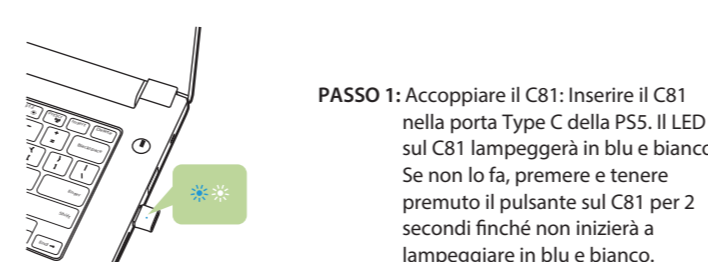 PASSO 1: Accoppiare il C81: Inserire il C81
nella porta Type C della PS5. Il LED
sul C81 lampeggerà in blu e bianco
Se non lo fa, premere e tenere
premuto il pulsante sul C81 per 2
secondi finché non inizierà a
lampeggiare in blu e bianco.